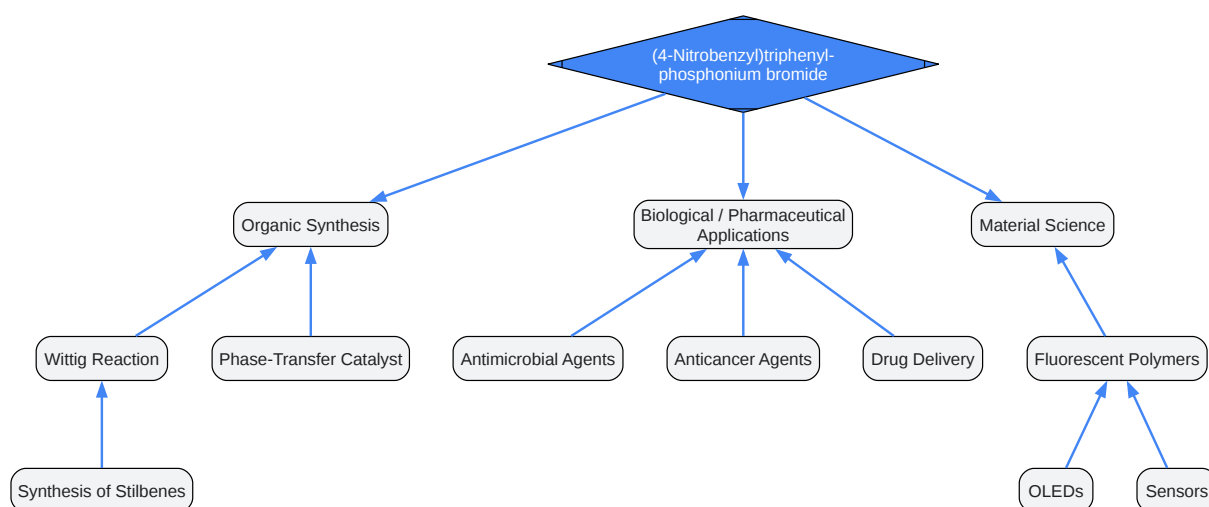 (4-Nitrobenzyl)triphenyl-
phosphonium bromide
Organic Synthesis
Biological / Pharmaceutical
Applications
Material Science
Wittig Reaction
Phase-Transfer Catalyst
Antimicrobial Agents
Anticancer Agents
Drug Delivery
Fluorescent Polymers
Synthesis of Stilbenes
OLEDs
Sensors